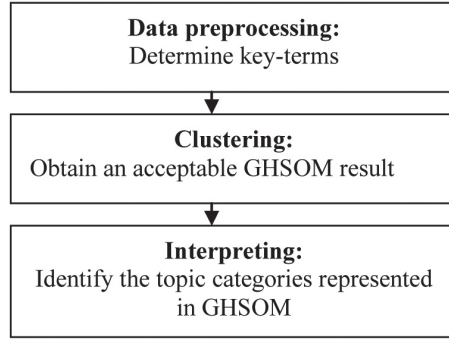 Data preprocessing:
Determine key-terms
Clustering:
Obtain an acceptable GHSOM result
Interpreting:
Identify the topic categories represented
in GHSOM